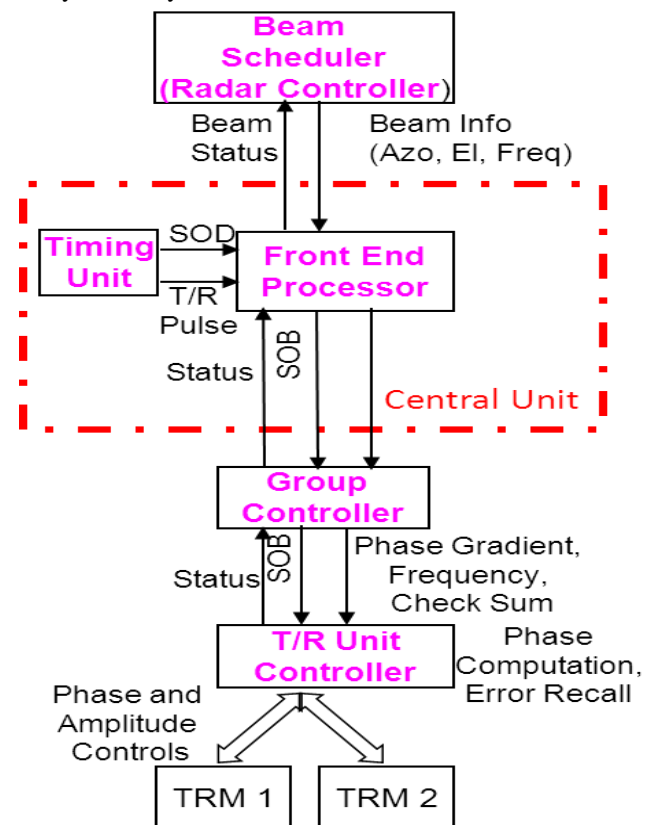 Beam
Scheduler
(Radar Controller)
Beam
Status
Beam Info
(Azo, El, Freq)
Timing
Unit
SOD
T/R
Pulse
Front End
Processor
Status
SOB
Central Unit
Group
Controller
Status
SOB
Phase Gradient,
Frequency,
Check Sum
T/R Unit
Controller
Phase
Computation,
Error Recall
Phase and
Amplitude
Controls
TRM 1
TRM 2